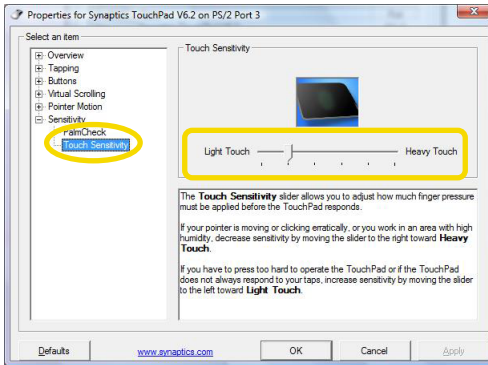 Properties for Synaptics TouchPad V6.2 on PS/2 Port 3
Select an item
Overview
Tapping
Buttons
Virtual Scrolling
Pointer Motion
Sensitivity
PalmCheck
Touch Sensitivity
Touch Sensitivity
Light Touch
Heavy Touch
The Touch Sensitivity slider allows you to adjust how much finger pressure
must be applied before the TouchPad responds.
If your pointer is moving or clicking erratically, or you work in an area with high
humidity, decrease sensitivity by moving the slider to the right toward Heavy
Touch.
If you have to press too hard to operate the TouchPad or if the TouchPad
does not always respond to your taps, increase sensitivity by moving the slider
to the left toward Light Touch.
Defaults
www.synaptics.com
OK
Cancel
Apply